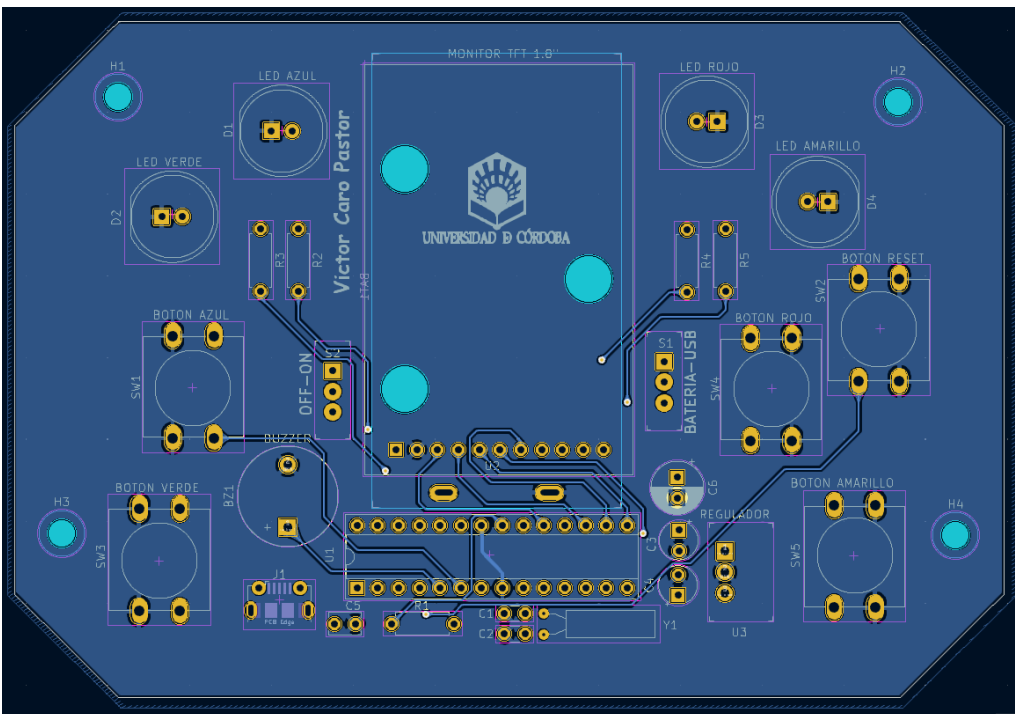 MONITOR TFT 1.8"
H1
LED AZUL
LED ROJO
H2
D1
D3
LED VERDE
LED AMARILLO
D2
D4
Victor Caro Pastor
UNIVERSIDAD D CÓRDOBA
R3
R2
R4
R5
BAT1
BOTON RESET
SW2
BOTON AZUL
BOTON ROJO
SW1
OFF-ON
S1
BATERIA-USB
SW4
BUZZER
U2
BZ1
+
C6
BOTON VERDE
BOTON AMARILLO
H3
H4
REGULADOR
SW3
U1
C3
SW5
J1
C4
PCB Edge
C5
R1
C1
C2
Y1
U3